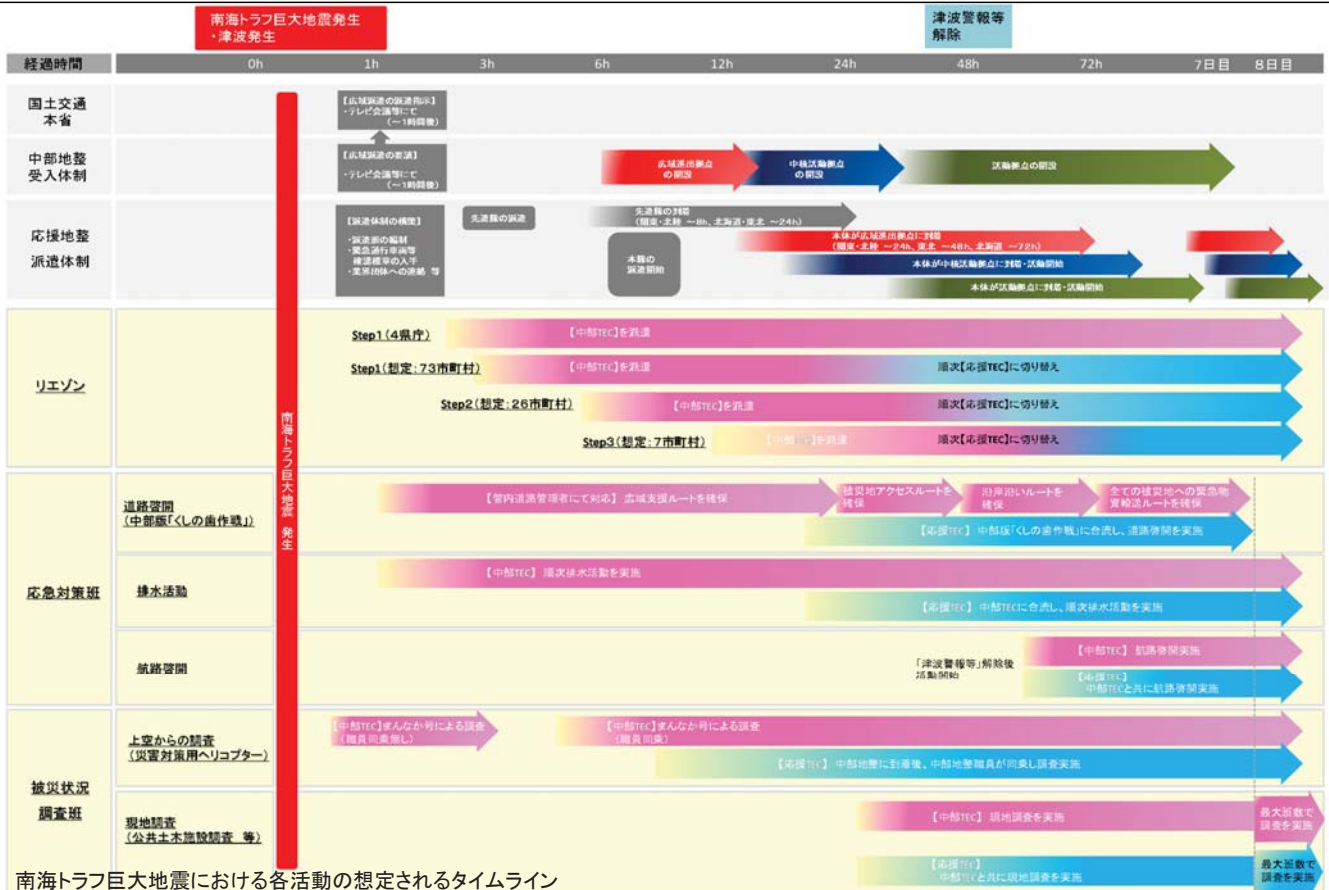 南海トラフ巨大地震発生
・津波発生
津波警報等
解除
経過時間
0h
1h
3h
6h
12h
24h
48h
72h
7日目
8日目
国土交通
本省
【広域派遣の派遣指示】
・テレビ会議等にて
(～1時間後)
中部地整
受入体制
【広域派遣の要請】
・テレビ会議等にて
(～1時間後)
広域進出拠点
の開設
中核活動拠点
の開設
活動拠点の開設
応援地整
派遣体制
【派遣体制の構築】
・派遣班の編制
・緊急通行車両等
確認標章の入手
・業界団体への連絡 等
先遣隊の派遣
先遣隊の到着
(関東・北陸 ～8h、北海道・東北 ～24h)
本隊の
派遣開始
本体が広域進出拠点に到着
(関東・北陸 ～24h、東北 ～48h、北海道 ～72h)
本体が中核活動拠点に到着・活動開始
本体が活動拠点に到着・活動開始
南海トラフ巨大地震 発生
リエゾン
Step1(4県庁)
【中部TEC】を派遣
Step1(想定:73市町村)
【中部TEC】を派遣
順次【応援TEC】に切り替え
Step2(想定:26市町村)
【中部TEC】を派遣
順次【応援TEC】に切り替え
Step3(想定:7市町村)
【中部TEC】を派遣
順次【応援TEC】に切り替え
応急対策班
道路啓開
(中部版「くしの歯作戦」)
【管内道路管理者にて対応】 広域支援ルートを確保
被災地アクセスルートを
確保
沿岸沿いルートを
確保
全ての被災地への緊急物
資輸送ルートを確保
【応援TEC】 中部版「くしの歯作戦」に合流し、道路啓開を実施
排水活動
【中部TEC】 順次排水活動を実施
【応援TEC】 中部TECに合流し、順次排水活動を実施
航路啓開
「津波警報等」解除後
活動開始
【中部TEC】 航路啓開実施
【応援TEC】
中部TECと共に航路啓開実施
被災状況
調査班
上空からの調査
(災害対策用ヘリコプター)
【中部TEC】まんなか号による調査
(職員同乗無し)
【中部TEC】まんなか号による調査
(職員同乗)
【応援TEC】 中部地整に到着後、中部地整職員が同乗し調査実施
現地調査
(公共土木施設調査 等)
【中部TEC】 現地調査を実施
最大班数で
調査を実施
【応援TEC】
中部TECと共に現地調査を実施
最大班数で
調査を実施
南海トラフ巨大地震における各活動の想定されるタイムライン